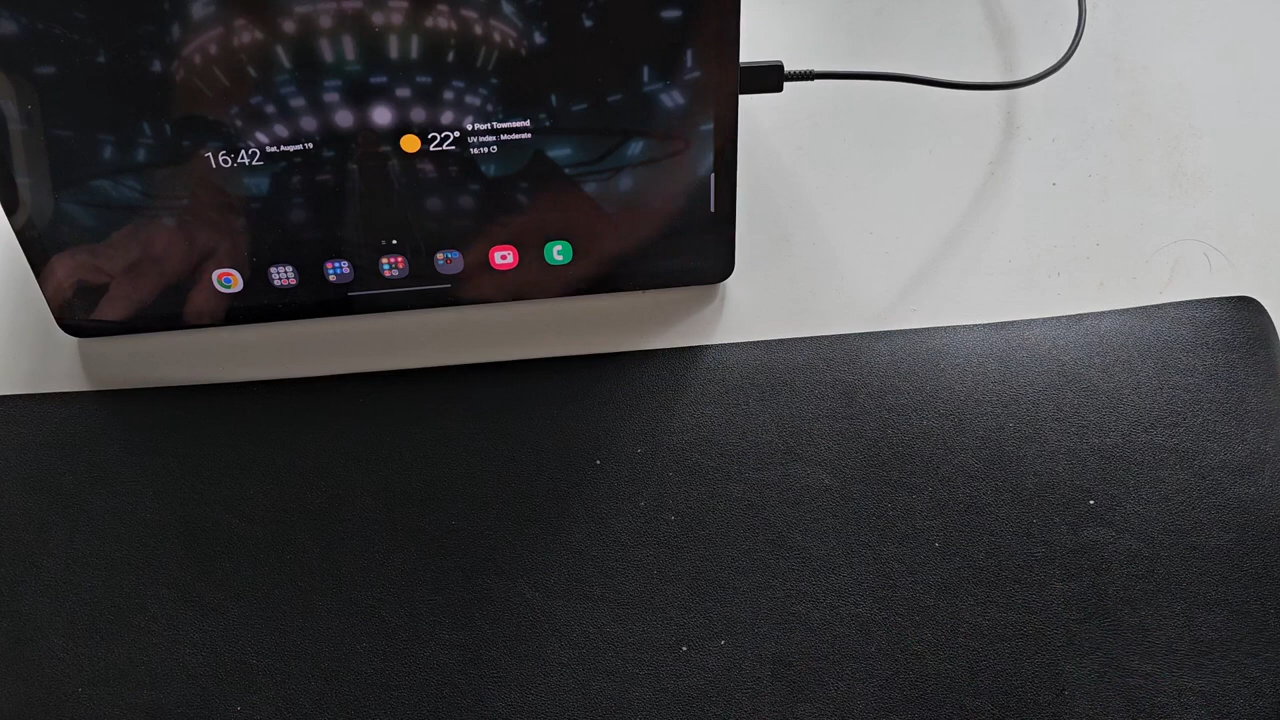 16:42
Sat, August 19
22°
Port Townsend
UV index : Moderate
16:19